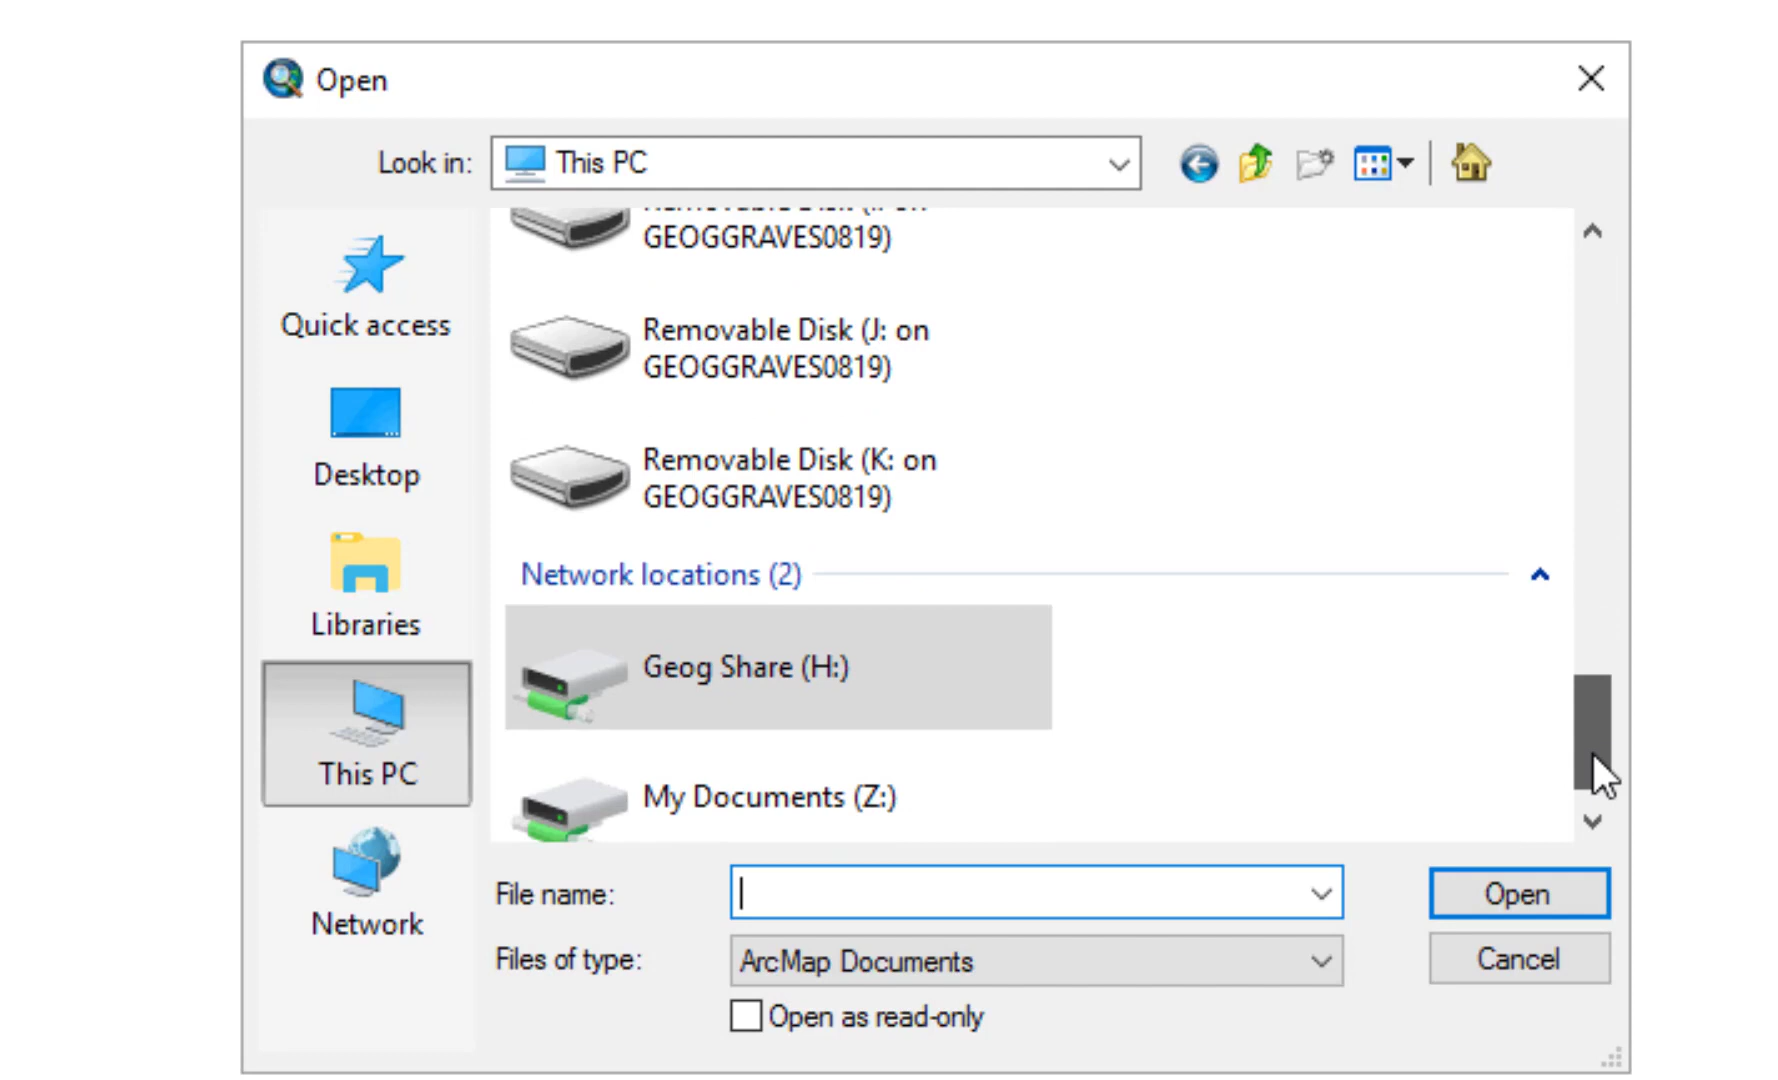 Open
Look in:
This PC
GEOGGRAVES0819)
Removable Disk (J: on
GEOGGRAVES0819)
Removable Disk (K: on
GEOGGRAVES0819)
Network locations (2)
Geog Share (H:)
My Documents (Z:)
Quick access
Desktop
Libraries
This PC
Network
File name:
Open
Files of type:
ArcMap Documents
Cancel
Open as read-only